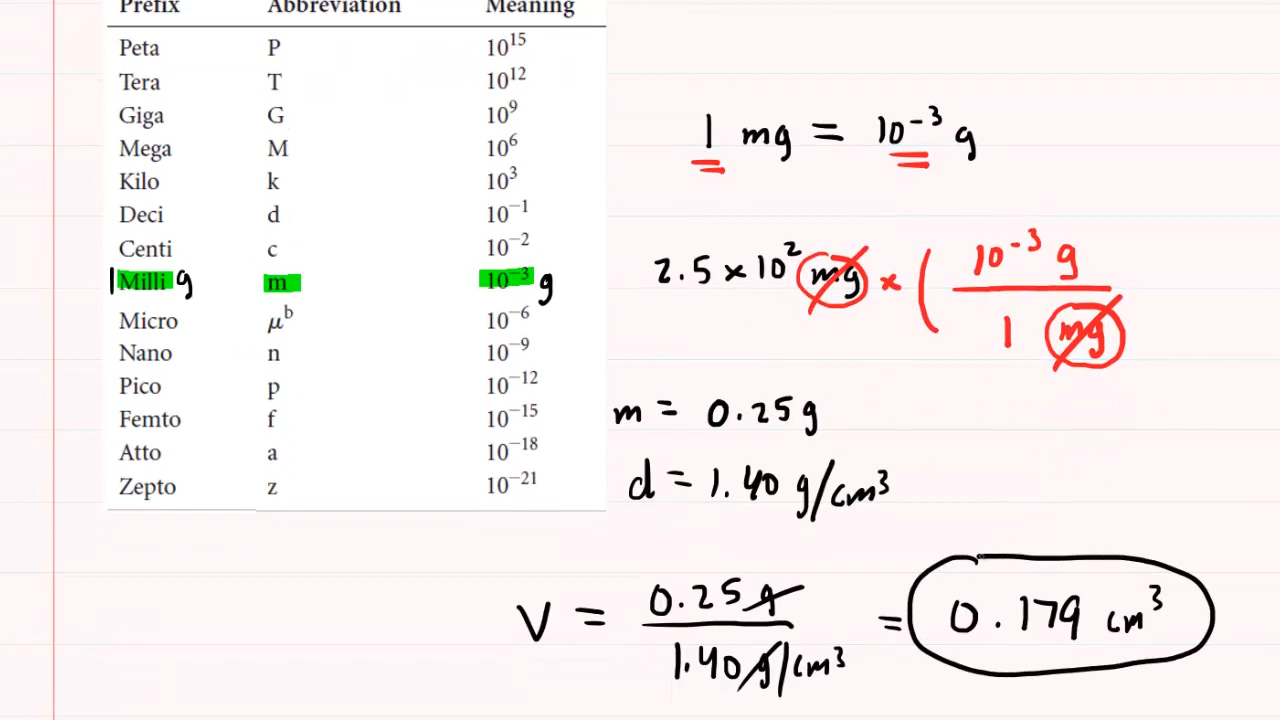 Prefix Abbreviation Meaning
Peta P 10^15
Tera T 10^12
Giga G 10^9
Mega M 10^6
Kilo k 10^3
Deci d 10^−1
Centi c 10^−2
1 Milli g m 10^−3 g
Micro μ^b 10^−6
Nano n 10^−9
Pico p 10^−12
Femto f 10^−15
Atto a 10^−18
Zepto z 10^−21
1 mg = 10^-3 g
2.5 × 10^2 mg × ( 10^-3 g / 1 mg
m = 0.25 g
d = 1.40 g/cm^3
V = 0.25 g / 1.40 g/cm^3 = 0.179 cm^3